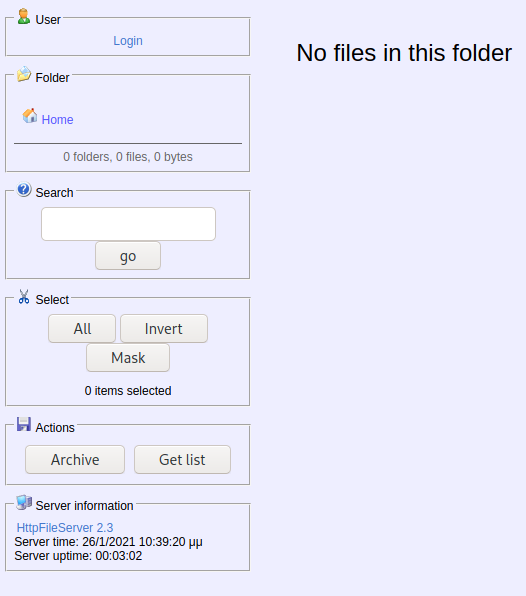 User
Login
No files in this folder
Folder
Home
0 folders, 0 files, 0 bytes
Search
go
Select
All Invert
Mask
0 items selected
Actions
Archive Get list
Server information
HttpFileServer 2.3
Server time: 26/1/2021 10:39:20 μμ
Server uptime: 00:03:02